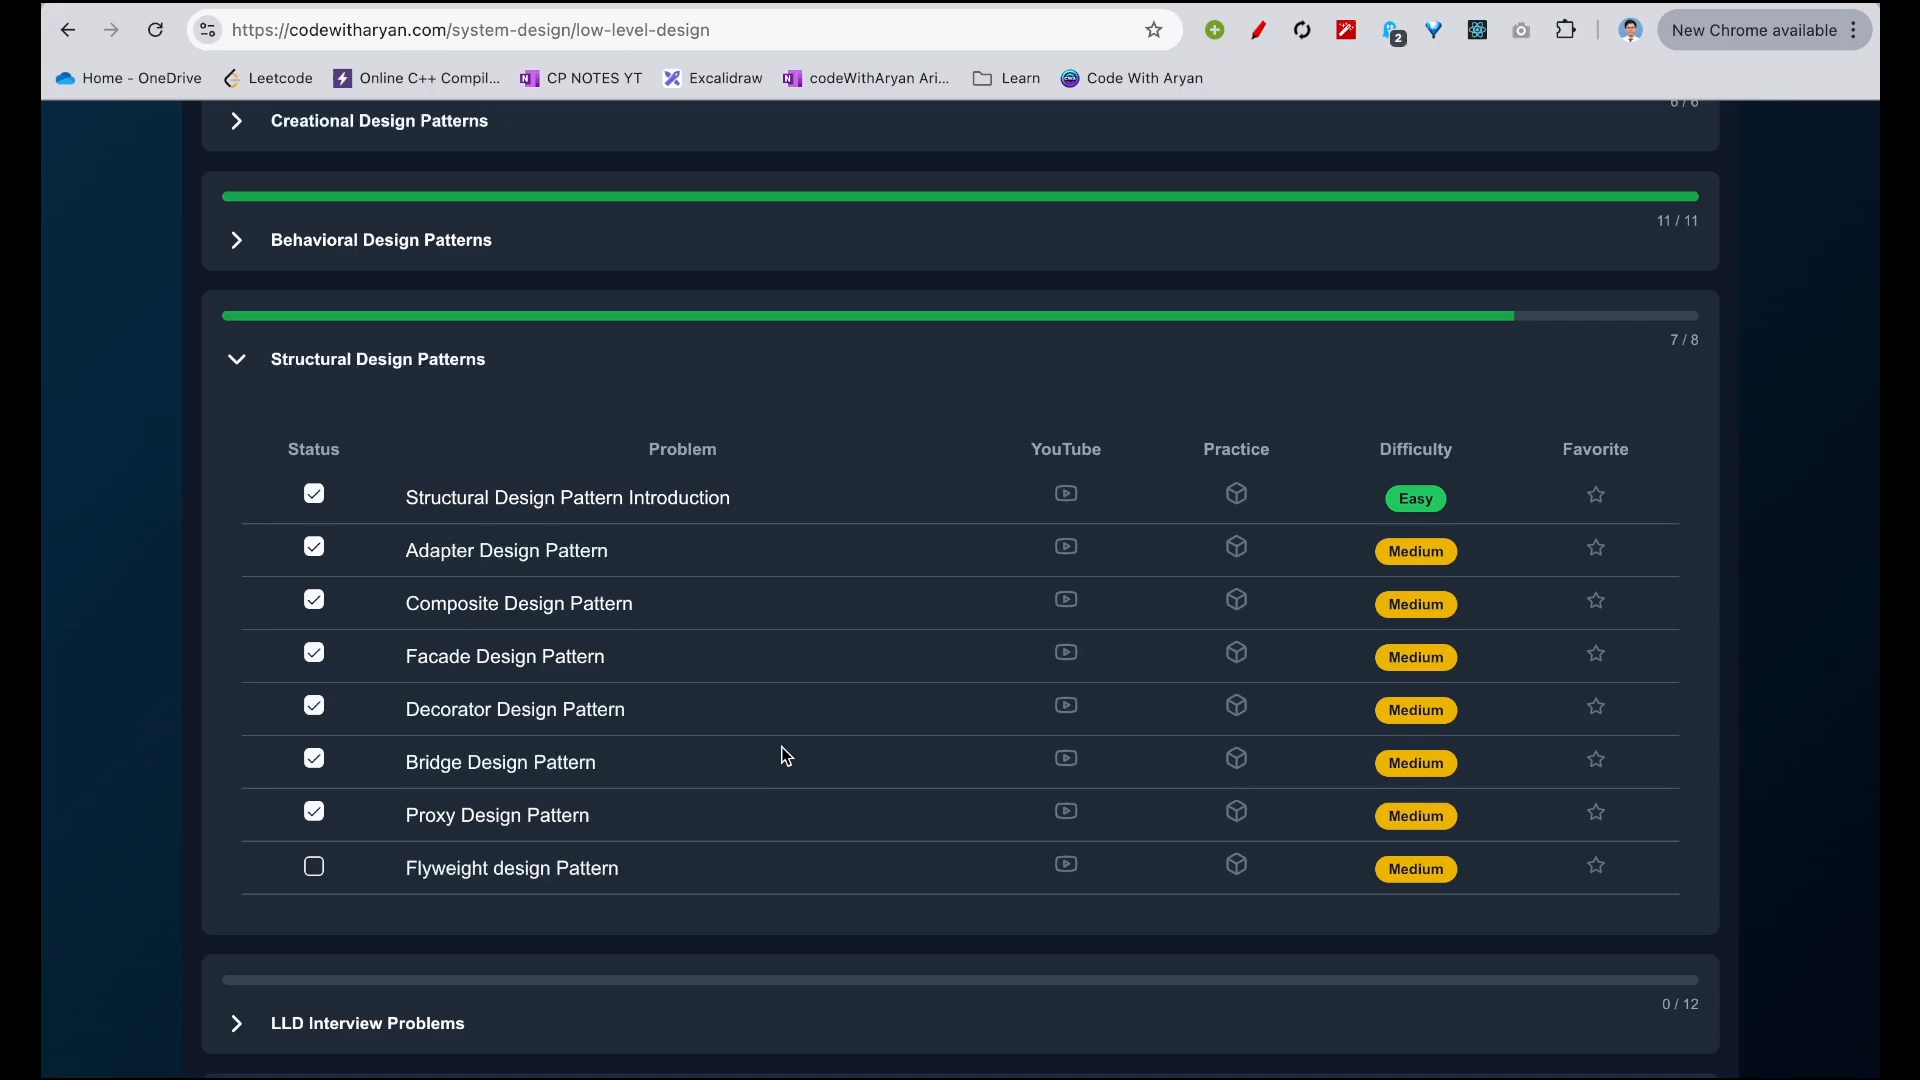 https://codewitharyan.com/system-design/low-level-design
2
New Chrome available
Home - OneDrive
Leetcode
Online C++ Compil...
CP NOTES YT
Excalidraw
codeWithAryan Ari...
Learn
Code With Aryan
6 / 6
Creational Design Patterns
11 / 11
Behavioral Design Patterns
7 / 8
Structural Design Patterns
Status Problem YouTube Practice Difficulty Favorite
Structural Design Pattern Introduction Easy
Adapter Design Pattern Medium
Composite Design Pattern Medium
Facade Design Pattern Medium
Decorator Design Pattern Medium
Bridge Design Pattern Medium
Proxy Design Pattern Medium
Flyweight design Pattern Medium
0 / 12
LLD Interview Problems